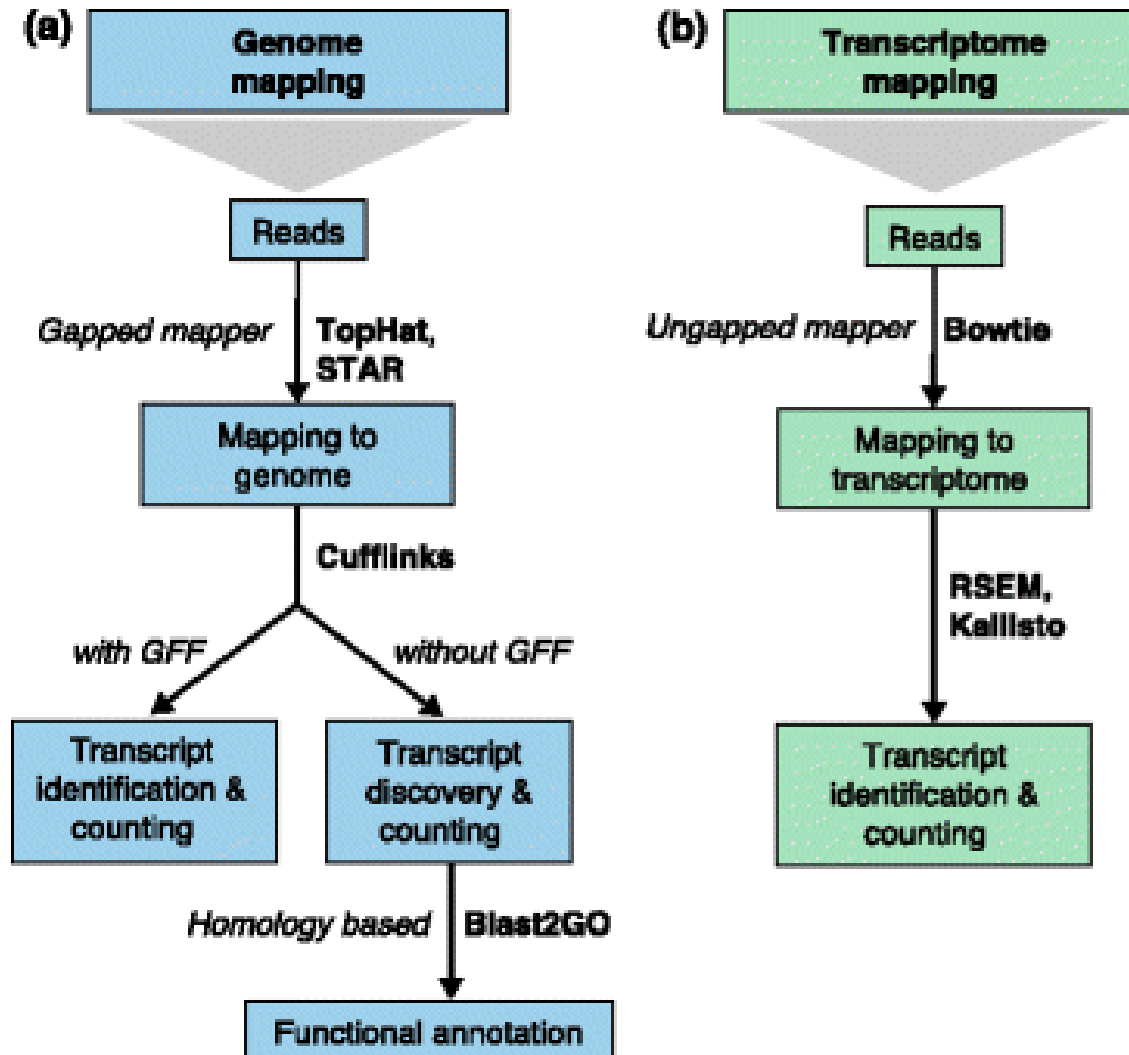 (a)
Genome
mapping
Reads
Gapped mapper
TopHat,
STAR
Mapping to
genome
Cufflinks
with GFF
without GFF
Transcript
identification &
counting
Transcript
discovery &
counting
Homology based
Blast2GO
Functional annotation
(b)
Transcriptome
mapping
Reads
Ungapped mapper
Bowtie
Mapping to
transcriptome
RSEM,
Kallisto
Transcript
identification &
counting